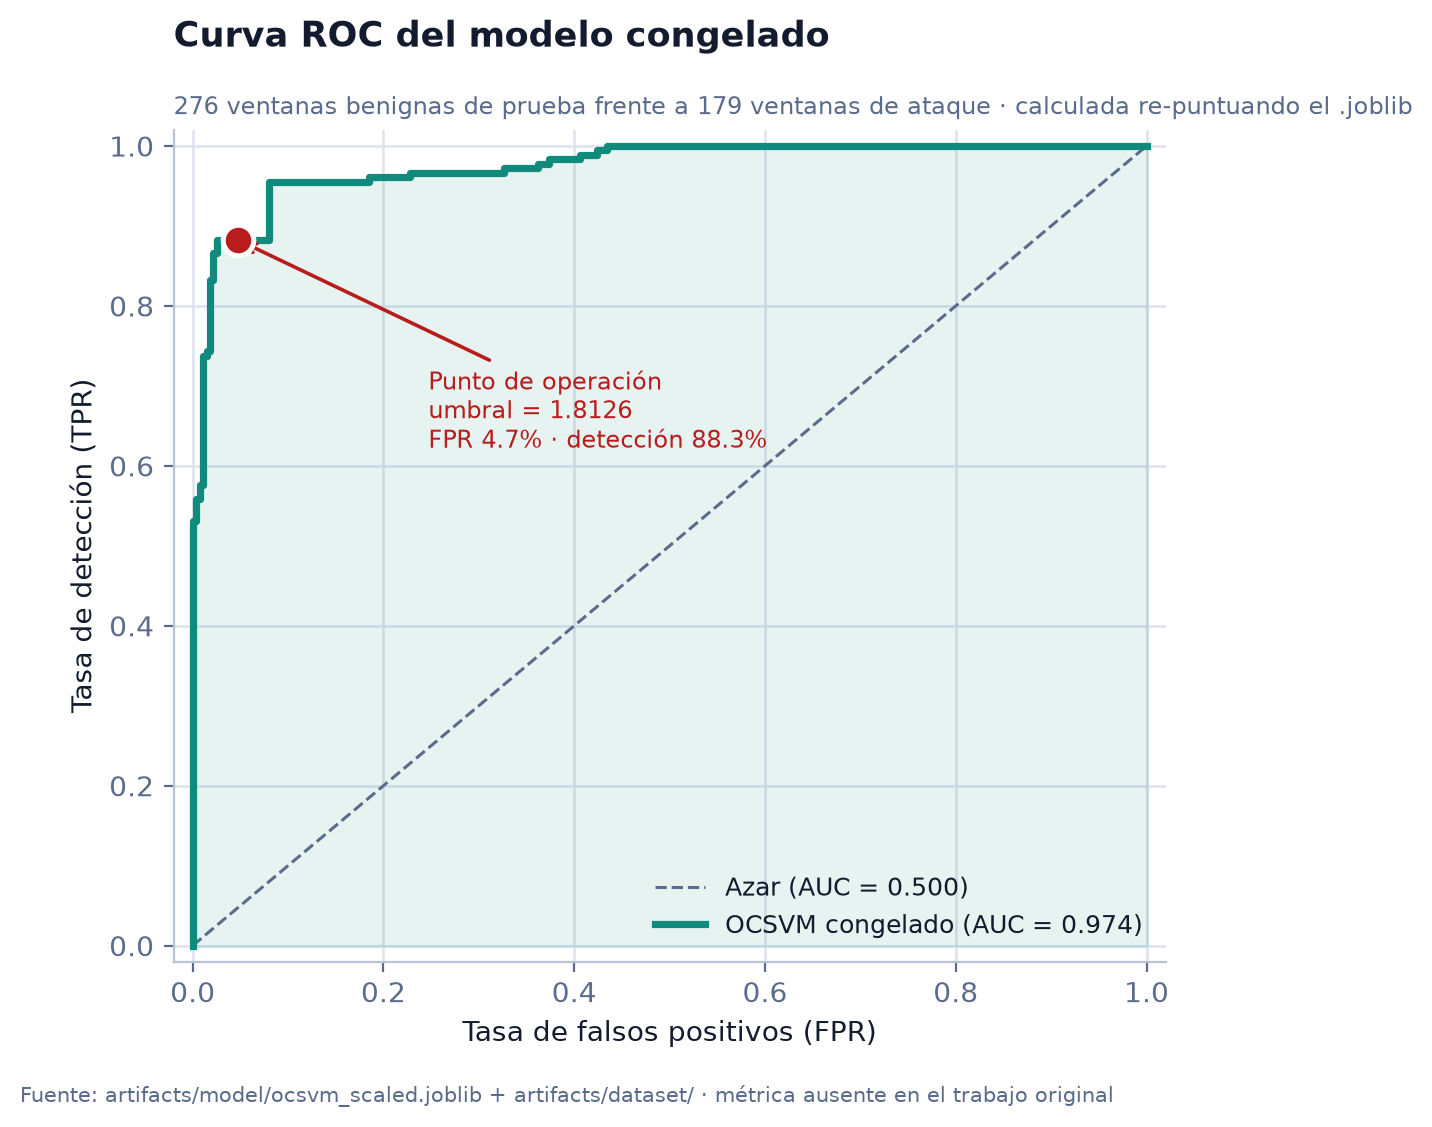 Curva ROC del modelo congelado
276 ventanas benignas de prueba frente a 179 ventanas de ataque · calculada re-puntuando el .joblib
Tasa de detección (TPR)
1.0
0.8
0.6
0.4
0.2
0.0
Punto de operación
umbral = 1.8126
FPR 4.7% · detección 88.3%
Azar (AUC = 0.500)
OCSVM congelado (AUC = 0.974)
0.0 0.2 0.4 0.6 0.8 1.0
Tasa de falsos positivos (FPR)
Fuente: artifacts/model/ocsvm_scaled.joblib + artifacts/dataset/ · métrica ausente en el trabajo original